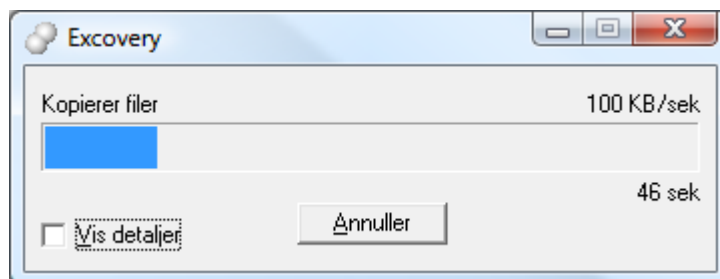 Excovery
Kopierer filer 100 KB/sek
46 sek
Vis detaljer Annuller